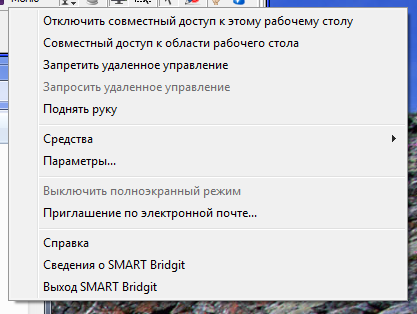 Отключить совместный доступ к этому рабочему столу
Совместный доступ к области рабочего стола
Запретить удаленное управление
Запросить удаленное управление
Поднять руку
Средства
Параметры...
Выключить полноэкранный режим
Приглашение по электронной почте...
Справка
Сведения о SMART Bridgit
Выход SMART Bridgit